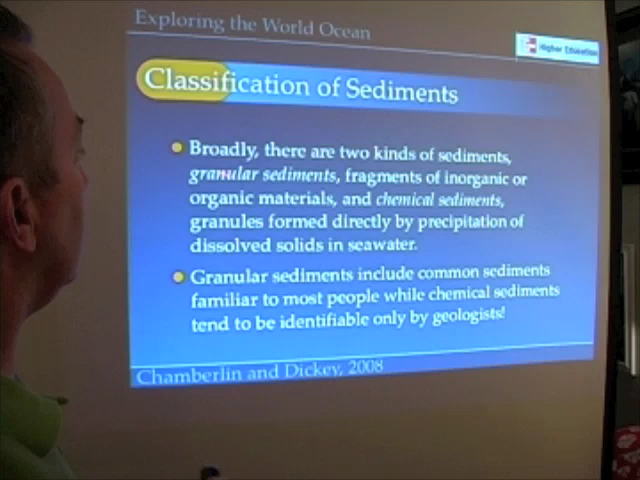 Exploring the World Ocean
Higher Education
Classification of Sediments
Broadly, there are two kinds of sediments,
granular sediments, fragments of inorganic or
organic materials, and chemical sediments,
granules formed directly by precipitation of
dissolved solids in seawater.
Granular sediments include common sediments
familiar to most people while chemical sediments
tend to be identifiable only by geologists!
Chamberlin and Dickey, 2008